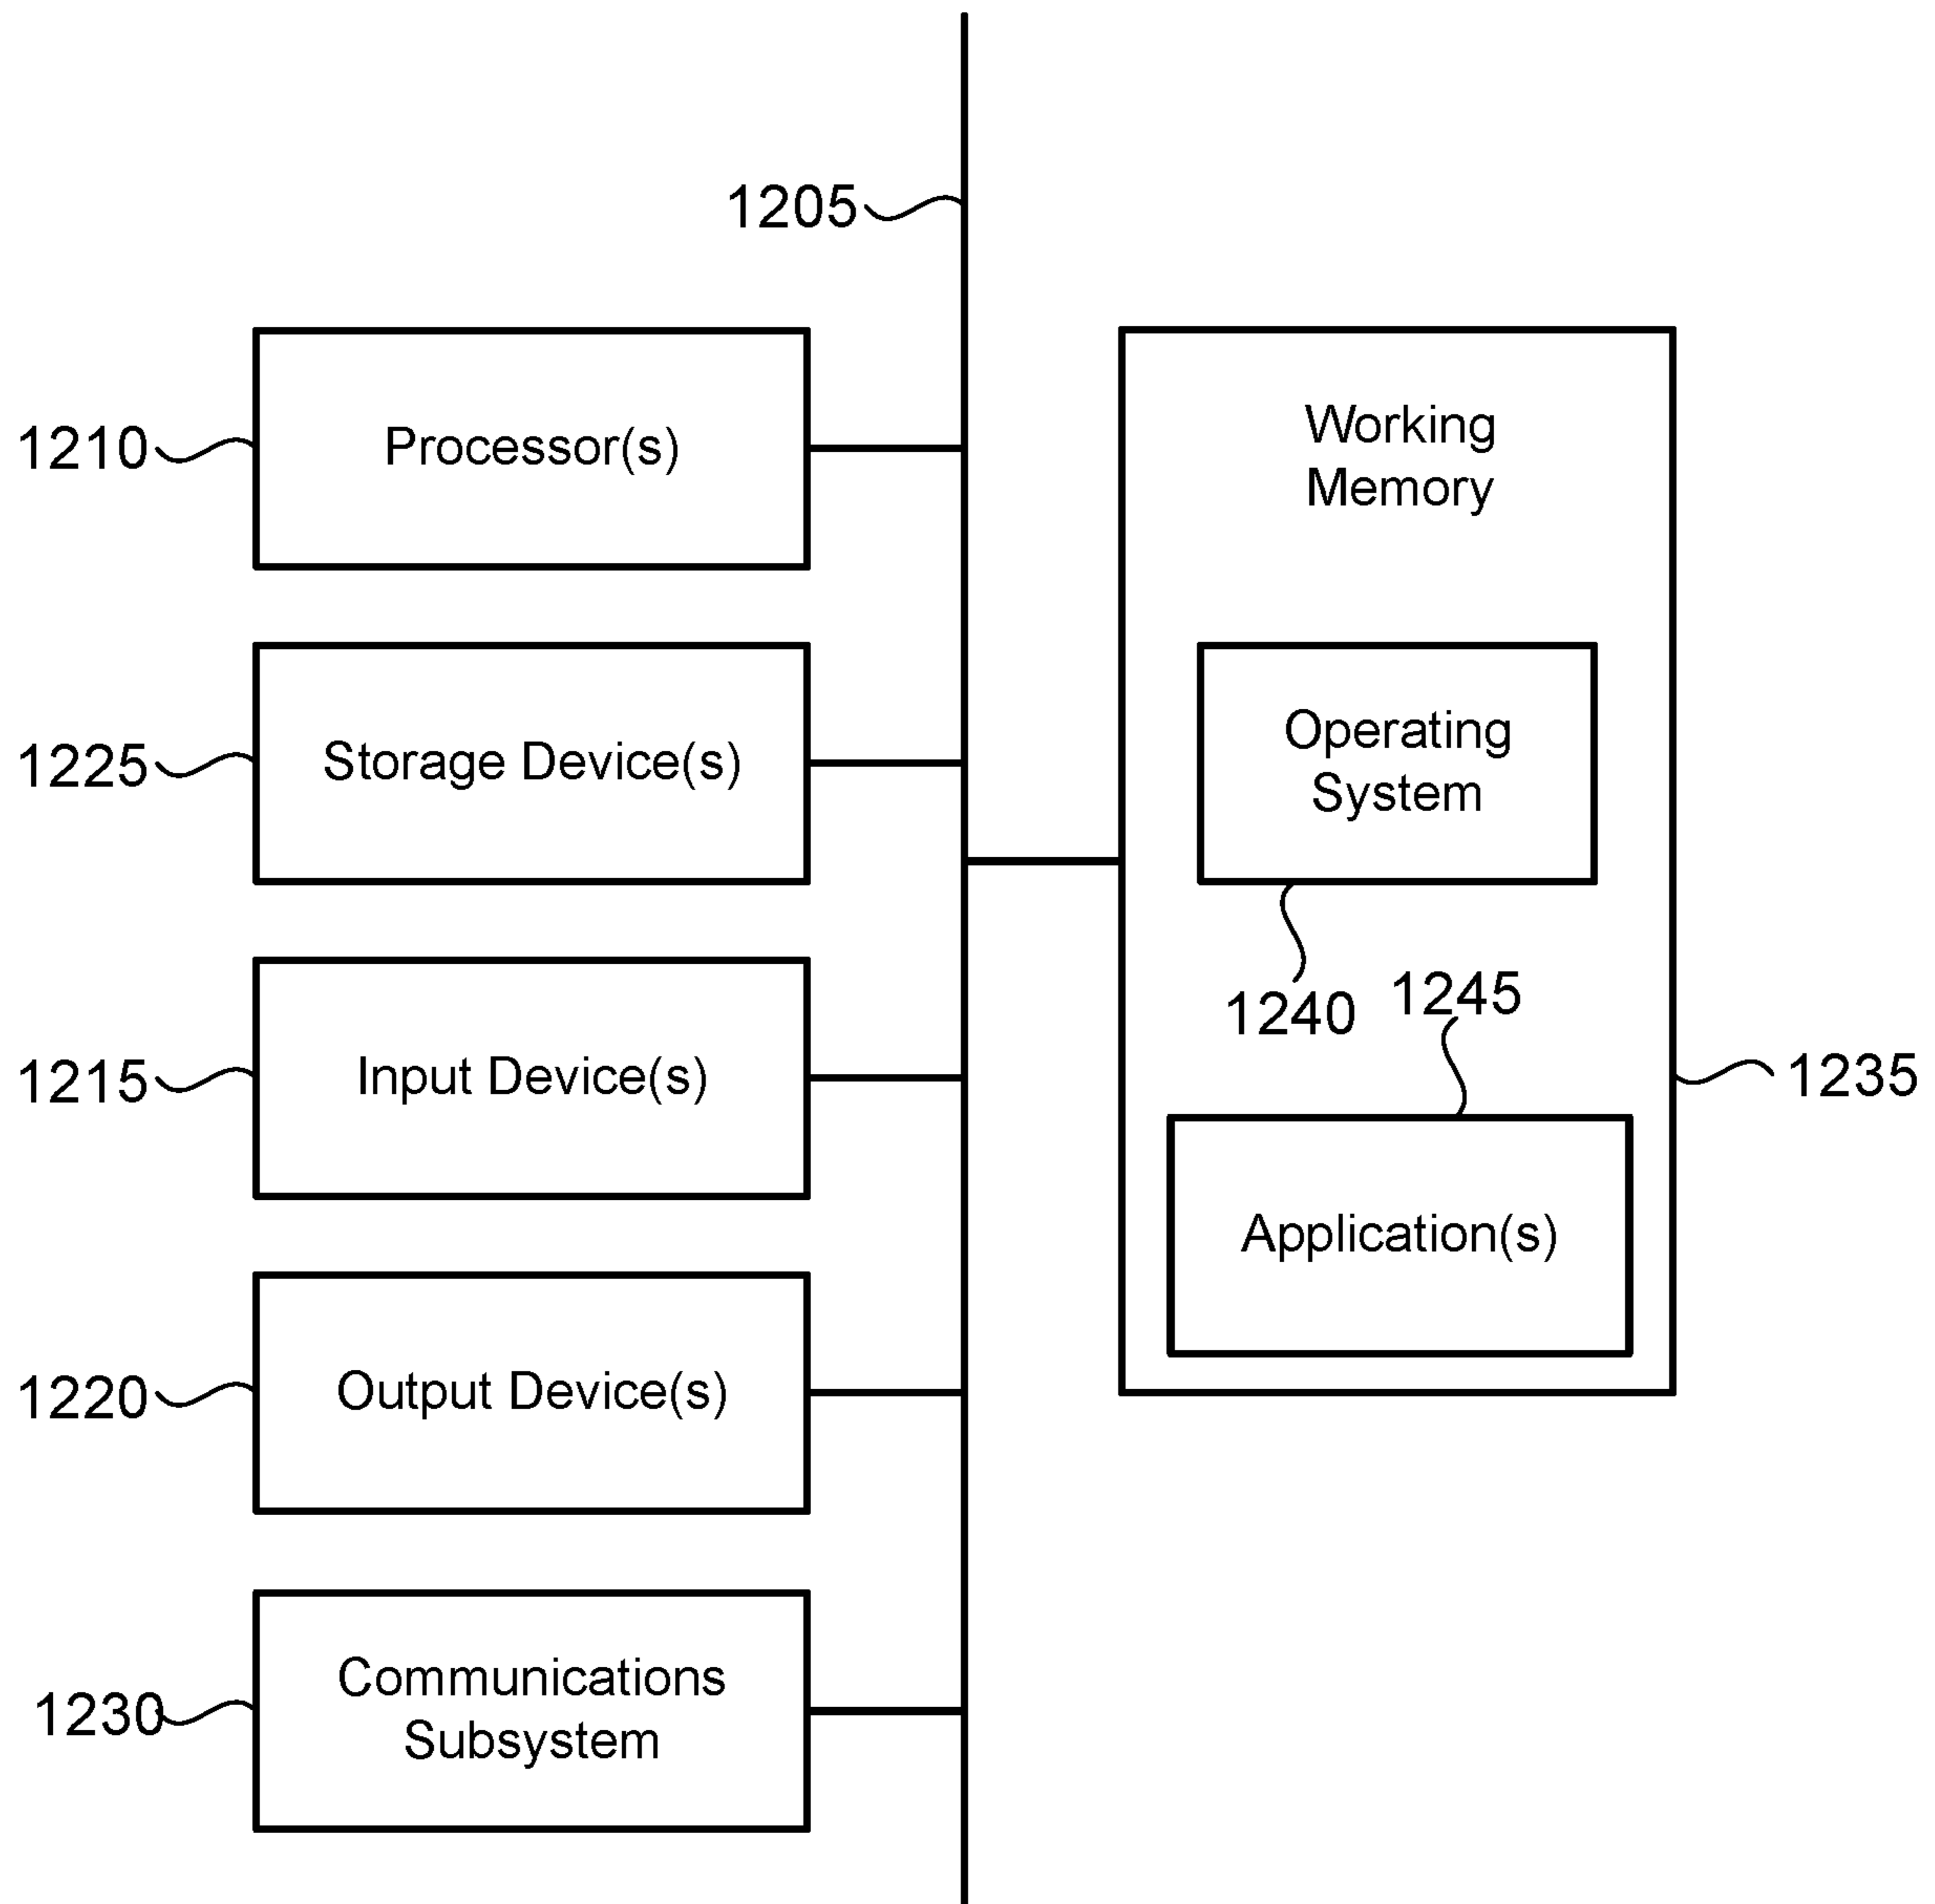 1205
1210
Processor(s)
Working
Memory
1225
Storage Device(s)
Operating
System
1240
1245
1215
Input Device(s)
1235
Application(s)
1220
Output Device(s)
1230
Communications
Subsystem